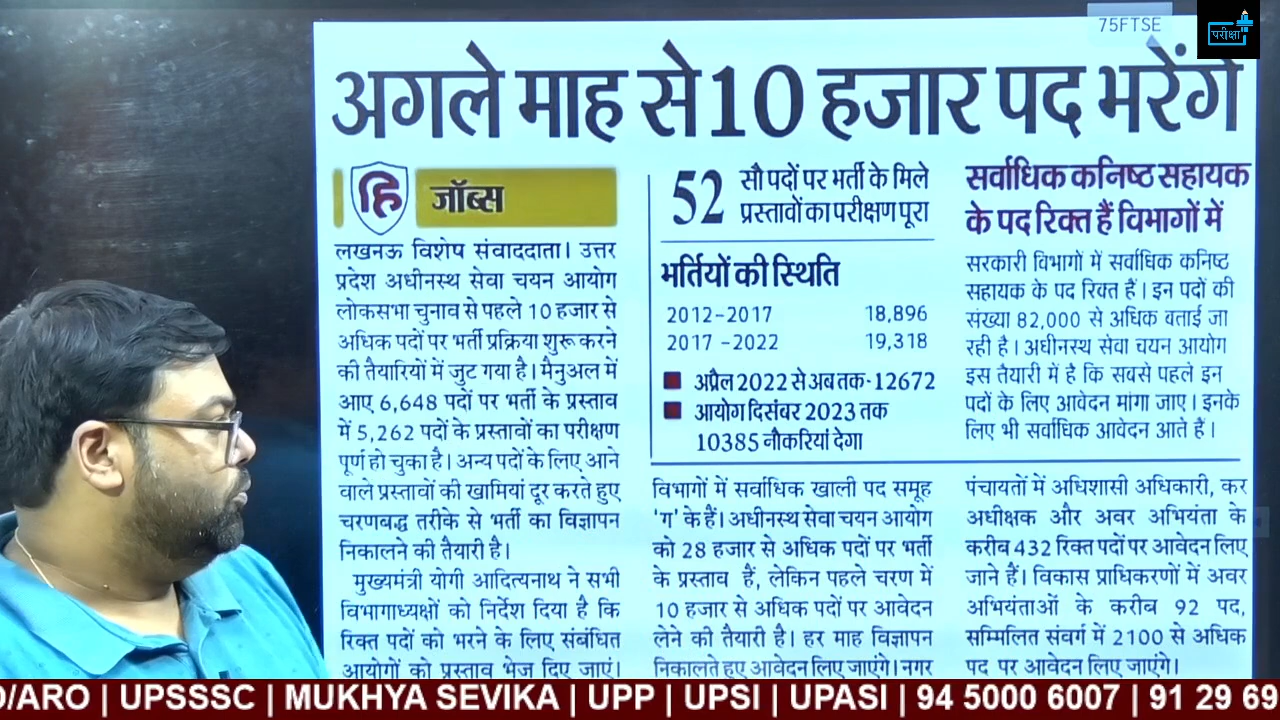 75FTSE
परीक्षा
अगले माह से 10 हजार पद भरेंगे
हि
जॉब्स
लखनऊ विशेष संवाददाता। उत्तर
प्रदेश अधीनस्थ सेवा चयन आयोग
लोकसभा चुनाव से पहले 10 हजार से
अधिक पदों पर भर्ती प्रक्रिया शुरू करने
की तैयारियों में जुट गया है। मैनुअल में
आए 6,648 पदों पर भर्ती के प्रस्ताव
में 5,262 पदों के प्रस्तावों का परीक्षण
पूर्ण हो चुका है। अन्य पदों के लिए आने
वाले प्रस्तावों की खामियां दूर करते हुए
चरणबद्ध तरीके से भर्ती का विज्ञापन
निकालने की तैयारी है।
मुख्यमंत्री योगी आदित्यनाथ ने सभी
विभागाध्यक्षों को निर्देश दिया है कि
रिक्त पदों को भरने के लिए संबंधित
आयोगों को प्रस्ताव भेज दिए जाएं।
52 सौ पदों पर भर्ती के मिले
प्रस्तावों का परीक्षण पूरा
भर्तियों की स्थिति
2012-2017 18,896
2017 -2022 19,318
अप्रैल 2022 से अब तक- 12672
आयोग दिसंबर 2023 तक
10385 नौकरियां देगा
विभागों में सर्वाधिक खाली पद समूह
‘ग’ के हैं। अधीनस्थ सेवा चयन आयोग
को 28 हजार से अधिक पदों पर भर्ती
के प्रस्ताव हैं, लेकिन पहले चरण में
10 हजार से अधिक पदों पर आवेदन
लेने की तैयारी है। हर माह विज्ञापन
निकालते हुए आवेदन लिए जाएंगे। नगर
सर्वाधिक कनिष्ठ सहायक
के पद रिक्त हैं विभागों में
सरकारी विभागों में सर्वाधिक कनिष्ट
सहायक के पद रिक्त हैं। इन पदों की
संख्या 82,000 से अधिक बताई जा
रही है। अधीनस्थ सेवा चयन आयोग
इस तैयारी में है कि सबसे पहले इन
पदों के लिए आवेदन मांगा जाए। इनके
लिए भी सर्वाधिक आवेदन आते हैं।
पंचायतों में अधिशासी अधिकारी, कर
अधीक्षक और अवर अभियंता के
करीब 432 रिक्त पदों पर आवेदन लिए
जाने हैं। विकास प्राधिकरणों में अवर
अभियंताओं के करीब 92 पद,
सम्मिलित संवर्ग में 2100 से अधिक
पद पर आवेदन लिए जाएंगे।
O/ARO | UPSSSC | MUKHYA SEVIKA | UPP | UPSI | UPASI | 94 5000 6007 | 91 29 69